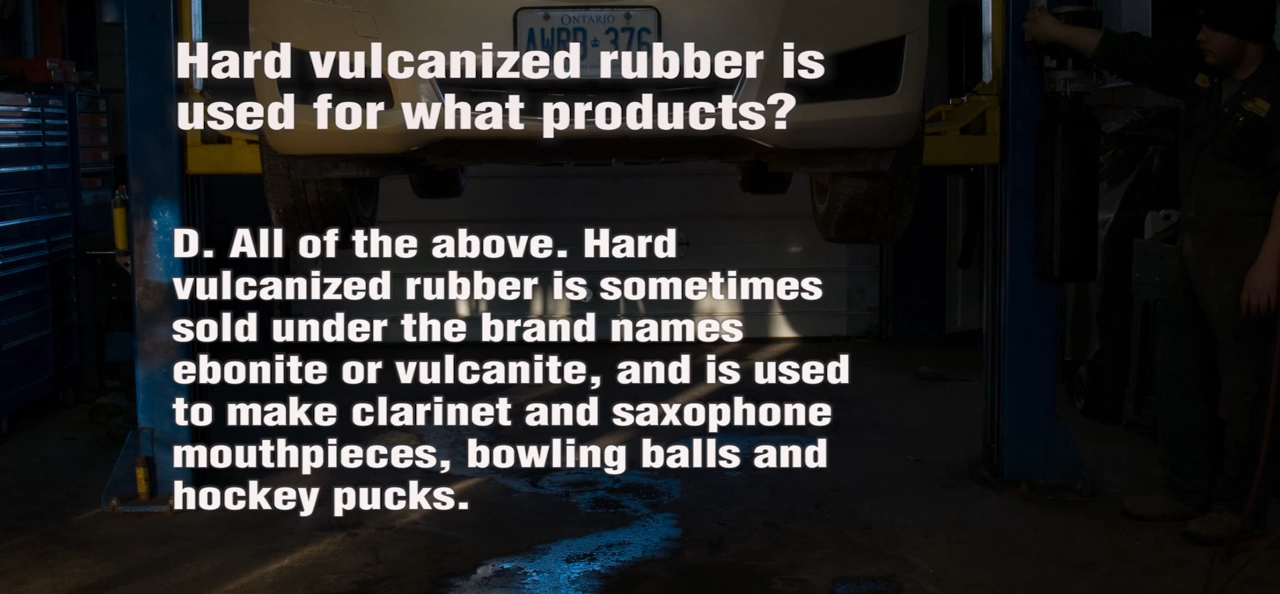 ONTARIO
Hard vulcanized rubber is
used for what products?
D. All of the above. Hard
vulcanized rubber is sometimes
sold under the brand names
ebonite or vulcanite, and is used
to make clarinet and saxophone
mouthpieces, bowling balls and
hockey pucks.